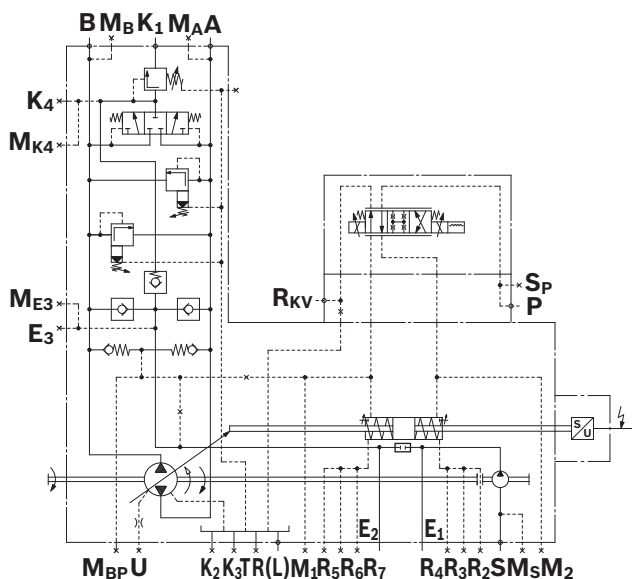 B M_B K_1 M_A A
K_4
M_K4
M_E3
E_3
R_KV
S_P
P
S
U
E_2 E_1
M_BP U K_2 K_3 T R(L) M_1 R_5 R_6 R_7 R_4 R_3 R_2 S M_S M_2